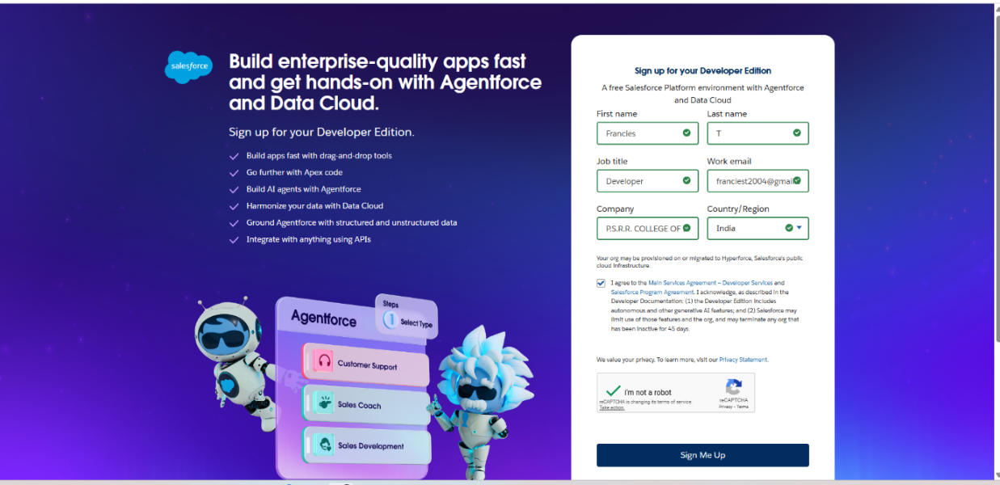 salesforce
Build enterprise-quality apps fast
and get hands-on with Agentforce
and Data Cloud.
Sign up for your Developer Edition.
Build apps fast with drag-and-drop tools
Go further with Apex code
Build AI agents with Agentforce
Harmonize your data with Data Cloud
Ground Agentforce with structured and unstructured data
Integrate with anything using APIs
Agentforce
Steps
1
Select Type
Customer Support
Sales Coach
Sales Development
Sign up for your Developer Edition
A free Salesforce Platform environment with Agentforce
and Data Cloud
First name
Last name
Francies
T
Job title
Work email
Developer
franciest2004@gmail
Company
Country/Region
P.S.R.R. COLLEGE OF
India
Your org may be provisioned on or migrated to Hyperforce, Salesforce's public
cloud infrastructure.
I agree to the Main Services Agreement – Developer Services and
Salesforce Program Agreement. I acknowledge, as described in the
Developer Documentation: (1) the Developer Edition includes
autonomous and other generative AI features; and (2) Salesforce may
limit use of those features and the org, and may terminate any org that
has been inactive for 45 days.
We value your privacy. To learn more, visit our Privacy Statement.
I'm not a robot
reCAPTCHA is changing its terms of service.
Take action.
reCAPTCHA
Privacy - Terms
Sign Me Up